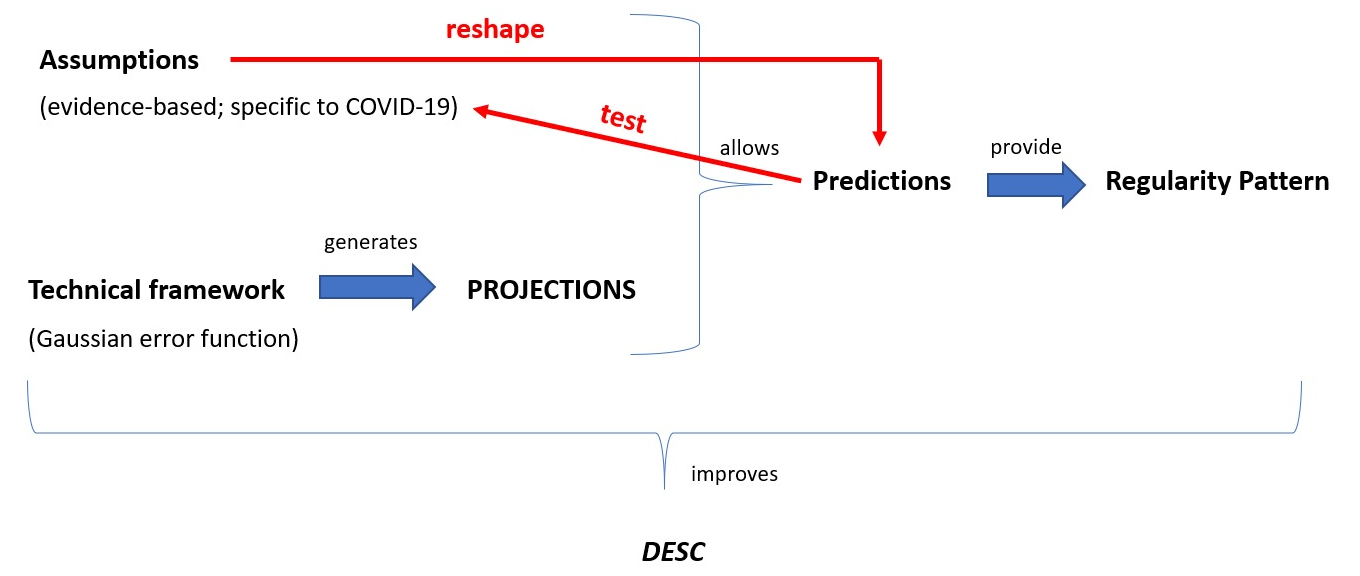 reshape
Assumptions
(evidence-based; specific to COVID-19)
test
allows
Predictions
provide
Regularity Pattern
generates
Technical framework
PROJECTIONS
(Gaussian error function)
improves
DESC